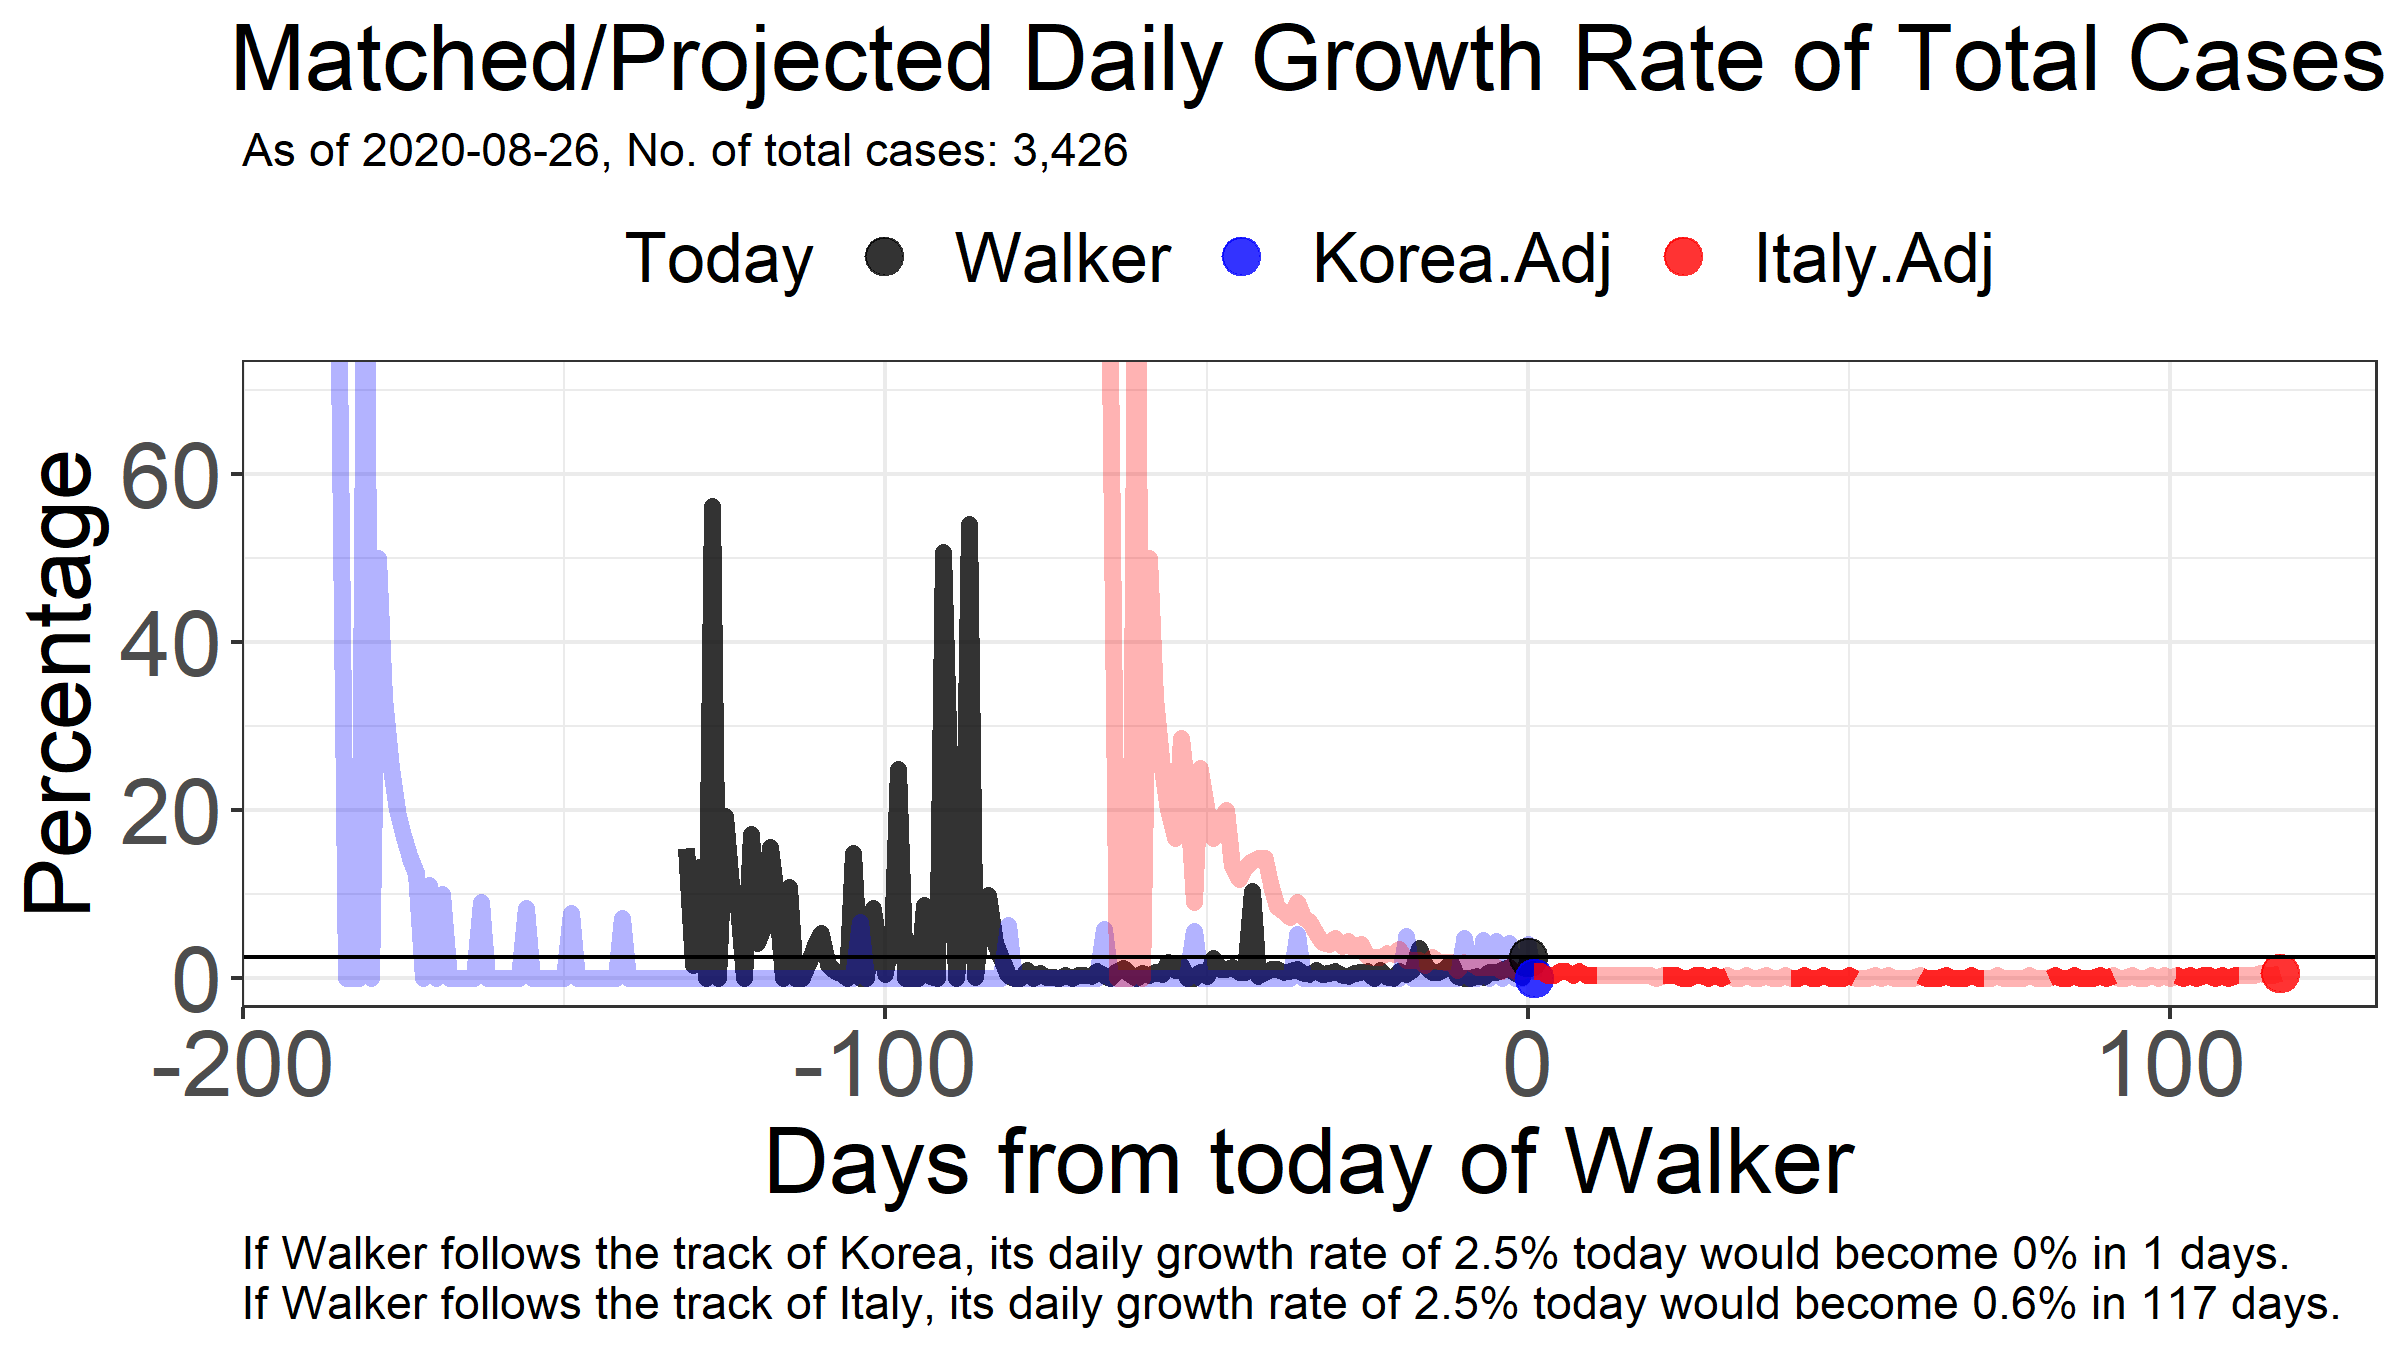 Matched/Projected Daily Growth Rate of Total Cases
As of 2020-08-26, No. of total cases: 3,426
Today Walker Korea.Adj Italy.Adj
Percentage
60
40
20
0
-200 -100 0 100
Days from today of Walker
If Walker follows the track of Korea, its daily growth rate of 2.5% today would become 0% in 1 days.
If Walker follows the track of Italy, its daily growth rate of 2.5% today would become 0.6% in 117 days.